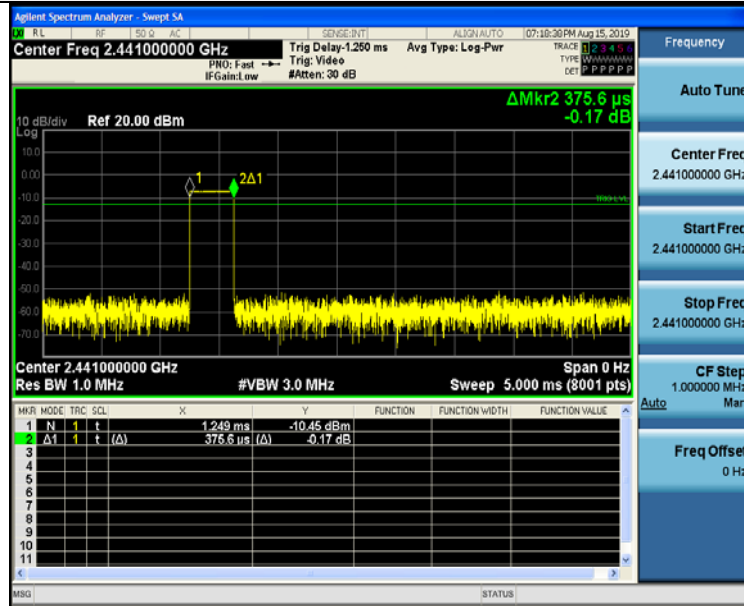 Agilent Spectrum Analyzer - Swept SA
RL RF 50 Ω AC SENSE:INT ALIGN AUTO 07:18:38 PM Aug 15, 2019
Center Freq 2.441000000 GHz
PNO: Fast
IFGain:Low
Trig Delay-1.250 ms
Trig: Video
#Atten: 30 dB
Avg Type: Log-Pwr
TRACE 1 2 3 4 5 6
TYPE WWWWWW
DET P P P P P P
ΔMkr2 375.6 µs
-0.17 dB
10 dB/div
Log
Ref 20.00 dBm
10.0
0.00
-10.0
-20.0
-30.0
-40.0
-50.0
-60.0
-70.0
1
2Δ1
TRIG LVL
Center 2.441000000 GHz Span 0 Hz
Res BW 1.0 MHz #VBW 3.0 MHz Sweep 5.000 ms (8001 pts)
MKR MODE TRC SCL X Y FUNCTION FUNCTION WIDTH FUNCTION VALUE
1 N 1 t 1.249 ms -10.45 dBm
2 Δ1 1 t (Δ) 375.6 µs (Δ) -0.17 dB
3
4
5
6
7
8
9
10
11
MSG STATUS
Frequency
Auto Tune
Center Freq
2.441000000 GHz
Start Freq
2.441000000 GHz
Stop Freq
2.441000000 GHz
CF Step
1.000000 MHz
Auto Man
Freq Offset
0 Hz